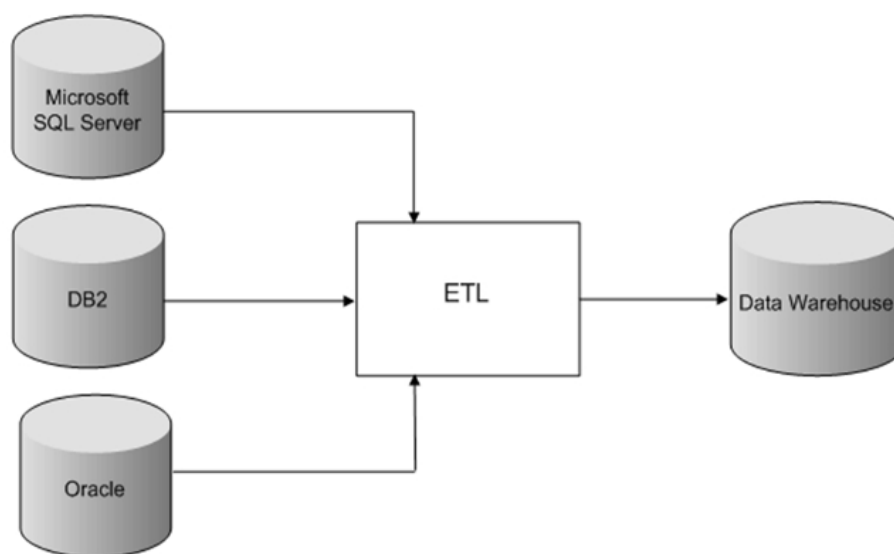 Microsoft
SQL Server
DB2
Oracle
ETL
Data Warehouse